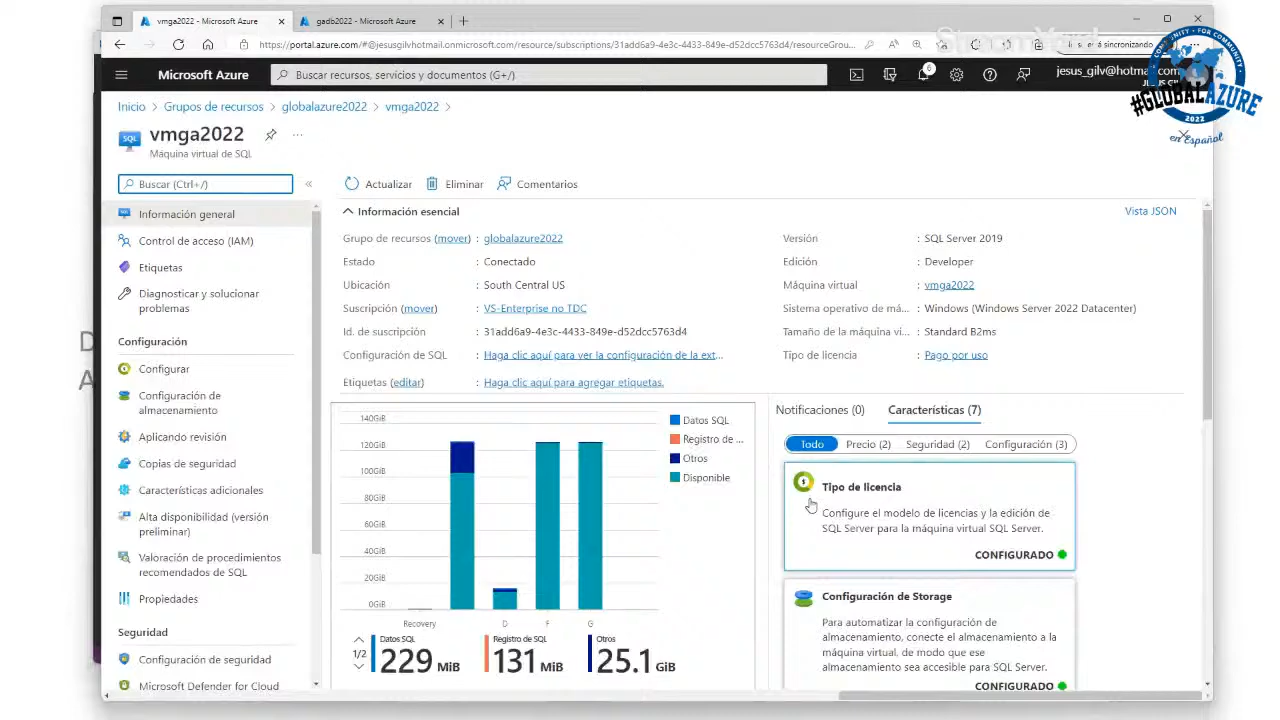 vmga2022 - Microsoft Azure
gadb2022 - Microsoft Azure
https://portal.azure.com/#@jesusgilvhotmail.onmicrosoft.com/resource/subscriptions/31add6a9-4e3c-4433-849e-d52dcc5763d4/resourceGrou...
sincronizando
Microsoft Azure
Buscar recursos, servicios y documentos (G+/)
6
jesus_gilv@hotmail.com
COMMUNITY · FOR COMMUNITY
#GLOBALAZURE
2022
en Español
Inicio > Grupos de recursos > globalazure2022 > vmga2022 >
SQL
vmga2022
...
Máquina virtual de SQL
Buscar (Ctrl+/)
«
Información general
Control de acceso (IAM)
Etiquetas
Diagnosticar y solucionar
problemas
Configuración
Configurar
Configuración de
almacenamiento
Aplicando revisión
Copias de seguridad
Características adicionales
Alta disponibilidad (versión
preliminar)
Valoración de procedimientos
recomendados de SQL
Propiedades
Seguridad
Configuración de seguridad
Microsoft Defender for Cloud
Actualizar
Eliminar
Comentarios
Información esencial
Vista JSON
Grupo de recursos (mover) : globalazure2022
Estado : Conectado
Ubicación : South Central US
Suscripción (mover) : VS-Enterprise no TDC
Id. de suscripción : 31add6a9-4e3c-4433-849e-d52dcc5763d4
Configuración de SQL : Haga clic aquí para ver la configuración de la ext...
Etiquetas (editar) : Haga clic aquí para agregar etiquetas.
Versión : SQL Server 2019
Edición : Developer
Máquina virtual : vmga2022
Sistema operativo de má... : Windows (Windows Server 2022 Datacenter)
Tamaño de la máquina vi... : Standard B2ms
Tipo de licencia : Pago por uso
140GiB
120GiB
100GiB
80GiB
60GiB
40GiB
20GiB
0GiB
Recovery D F G
Datos SQL
Registro de ...
Otros
Disponible
1/2
Datos SQL
229 MiB
Registro de SQL
131 MiB
Otros
25.1 GiB
Notificaciones (0)
Características (7)
Todo
Precio (2)
Seguridad (2)
Configuración (3)
Tipo de licencia
Configure el modelo de licencias y la edición de
SQL Server para la máquina virtual SQL Server.
CONFIGURADO
Configuración de Storage
Para automatizar la configuración de
almacenamiento, conecte el almacenamiento a la
máquina virtual, de modo que ese
almacenamiento sea accesible para SQL Server.
CONFIGURADO
D
A